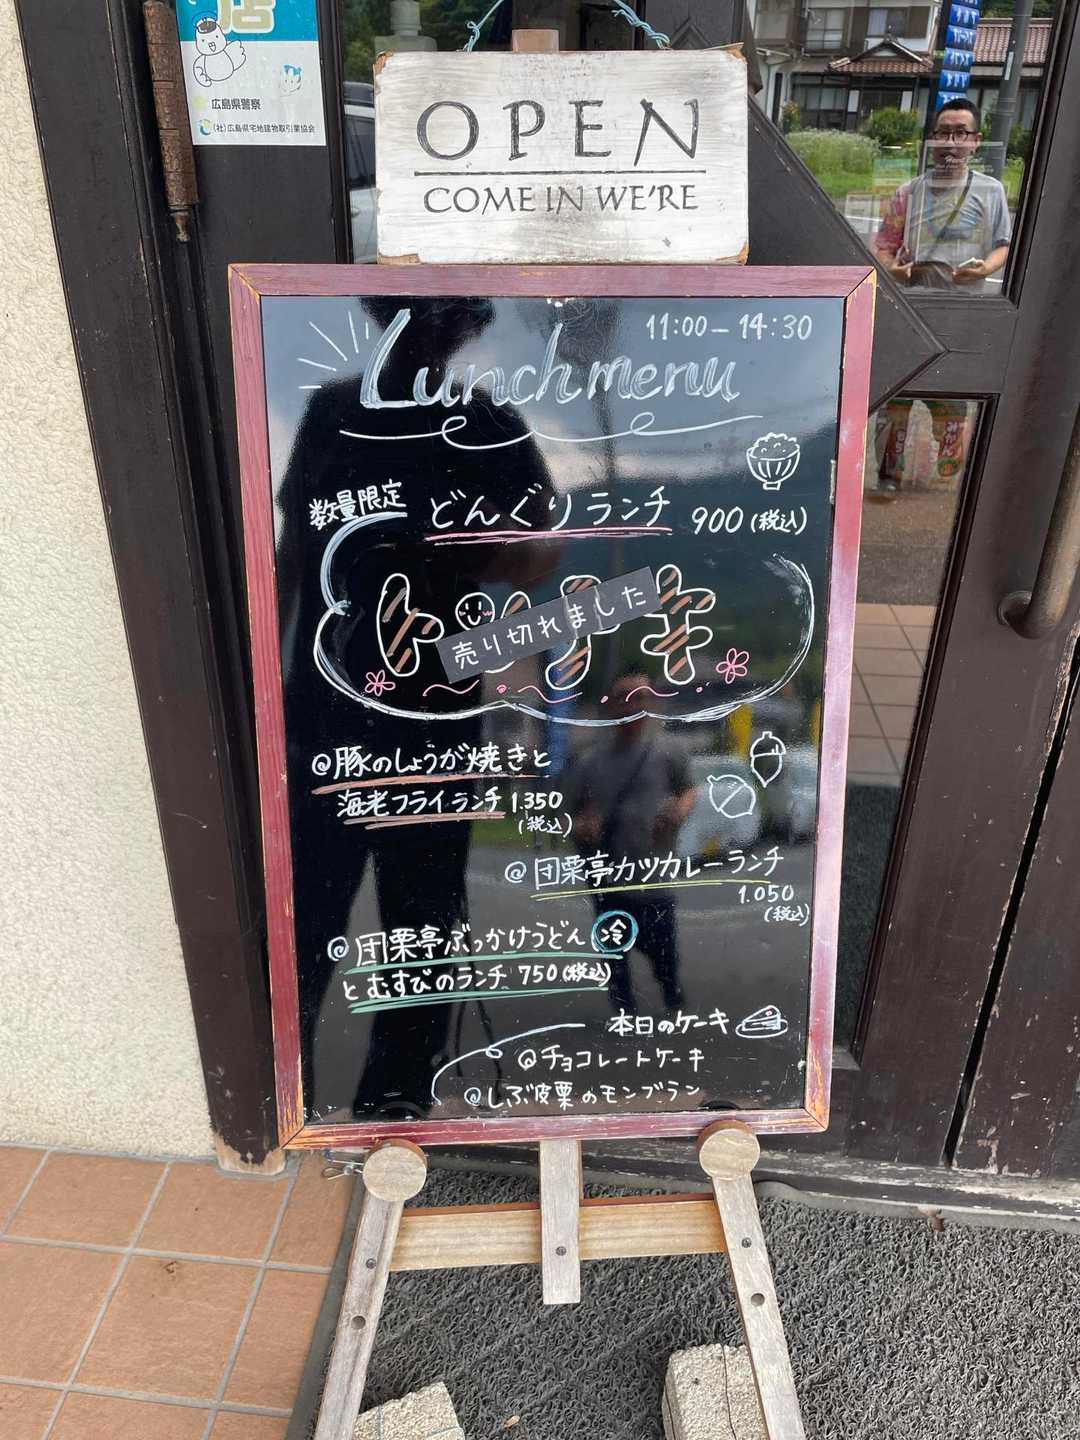 店
広島県警察
(社)広島県宅地建物取引業協会
OPEN
COME IN WE'RE
11:00-14:30
Lunch menu
数量限定 どんぐりランチ 900(税込)
売り切れました
@豚のしょうが焼きと
海老フライランチ 1.350
(税込)
@団栗亭カツカレーランチ
1.050
(税込)
@団栗亭ぶっかけうどん 冷
とむすびのランチ 750(税込)
本日のケーキ
@チョコレートケーキ
@しぶ皮栗のモンブラン